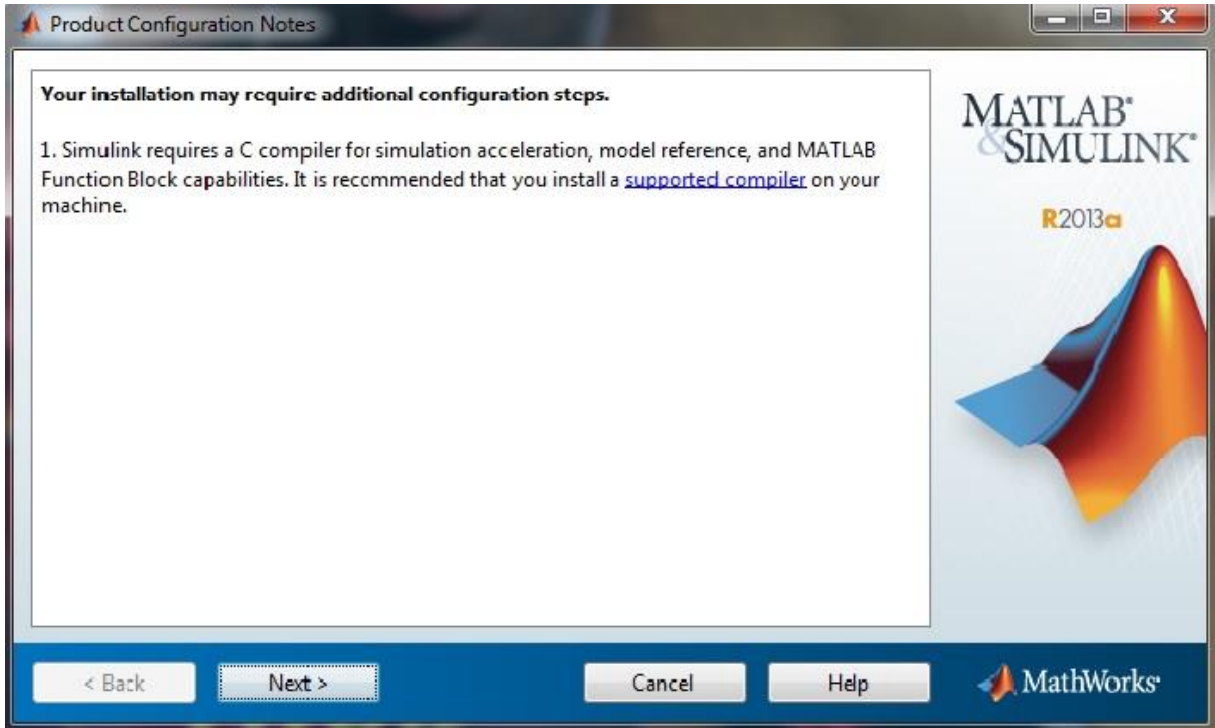 Product Configuration Notes
Your installation may require additional configuration steps.
1. Simulink requires a C compiler for simulation acceleration, model reference, and MATLAB
Function Block capabilities. It is recommended that you install a supported compiler on your
machine.
MATLAB®
&SIMULINK®
R2013a
< Back
Next >
Cancel
Help
MathWorks®